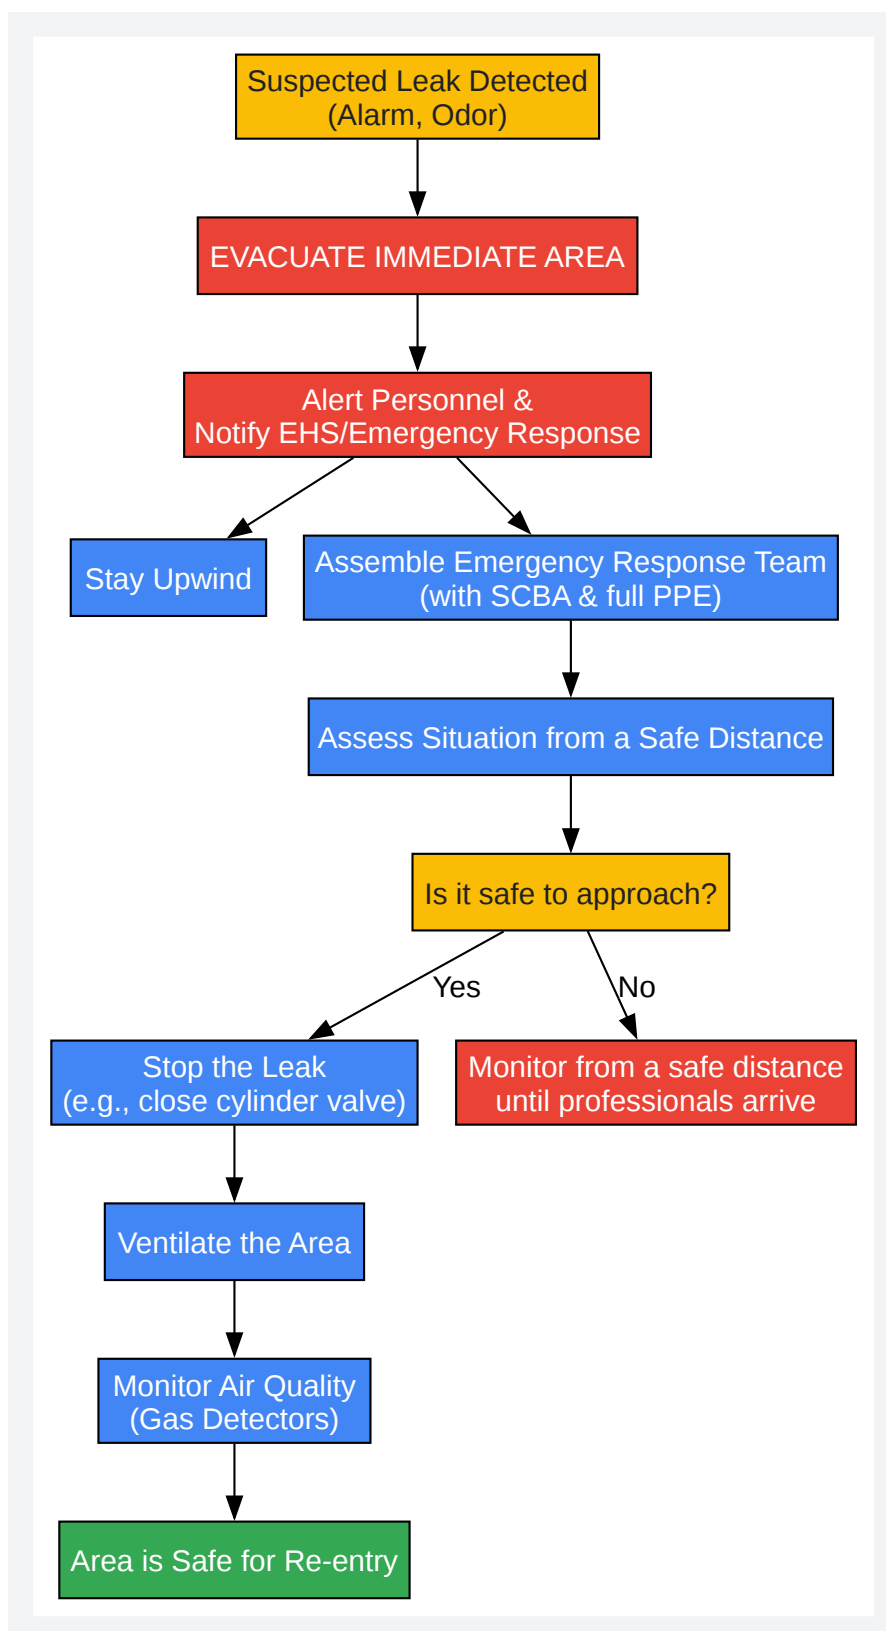 Suspected Leak Detected
(Alarm, Odor)
EVACUATE IMMEDIATE AREA
Alert Personnel &
Notify EHS/Emergency Response
Stay Upwind
Assemble Emergency Response Team
(with SCBA & full PPE)
Assess Situation from a Safe Distance
Is it safe to approach?
Yes
No
Stop the Leak
(e.g., close cylinder valve)
Monitor from a safe distance
until professionals arrive
Ventilate the Area
Monitor Air Quality
(Gas Detectors)
Area is Safe for Re-entry